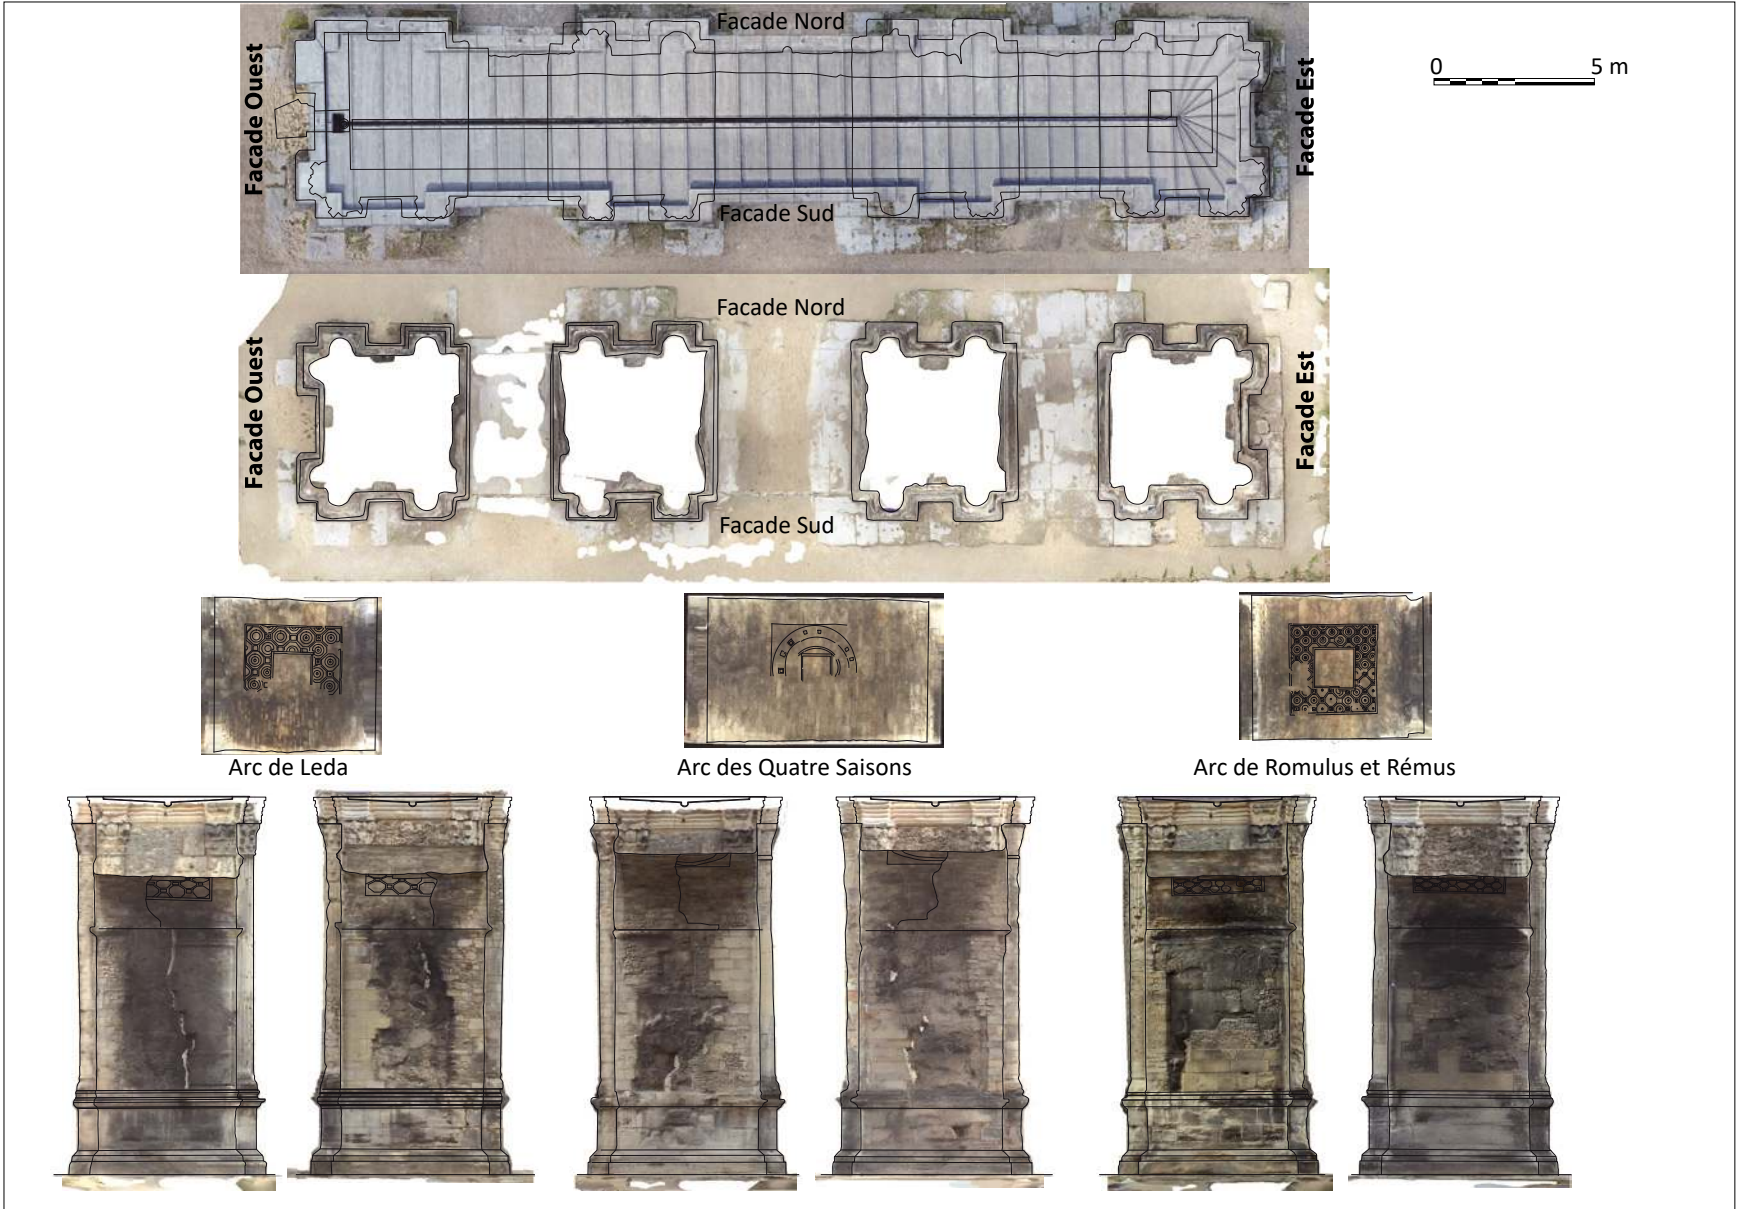 Facade Nord
Facade Ouest
Facade Est
Facade Sud
0 5 m
Facade Nord
Facade Ouest
Facade Est
Facade Sud
Arc de Leda
Arc des Quatre Saisons
Arc de Romulus et Rémus